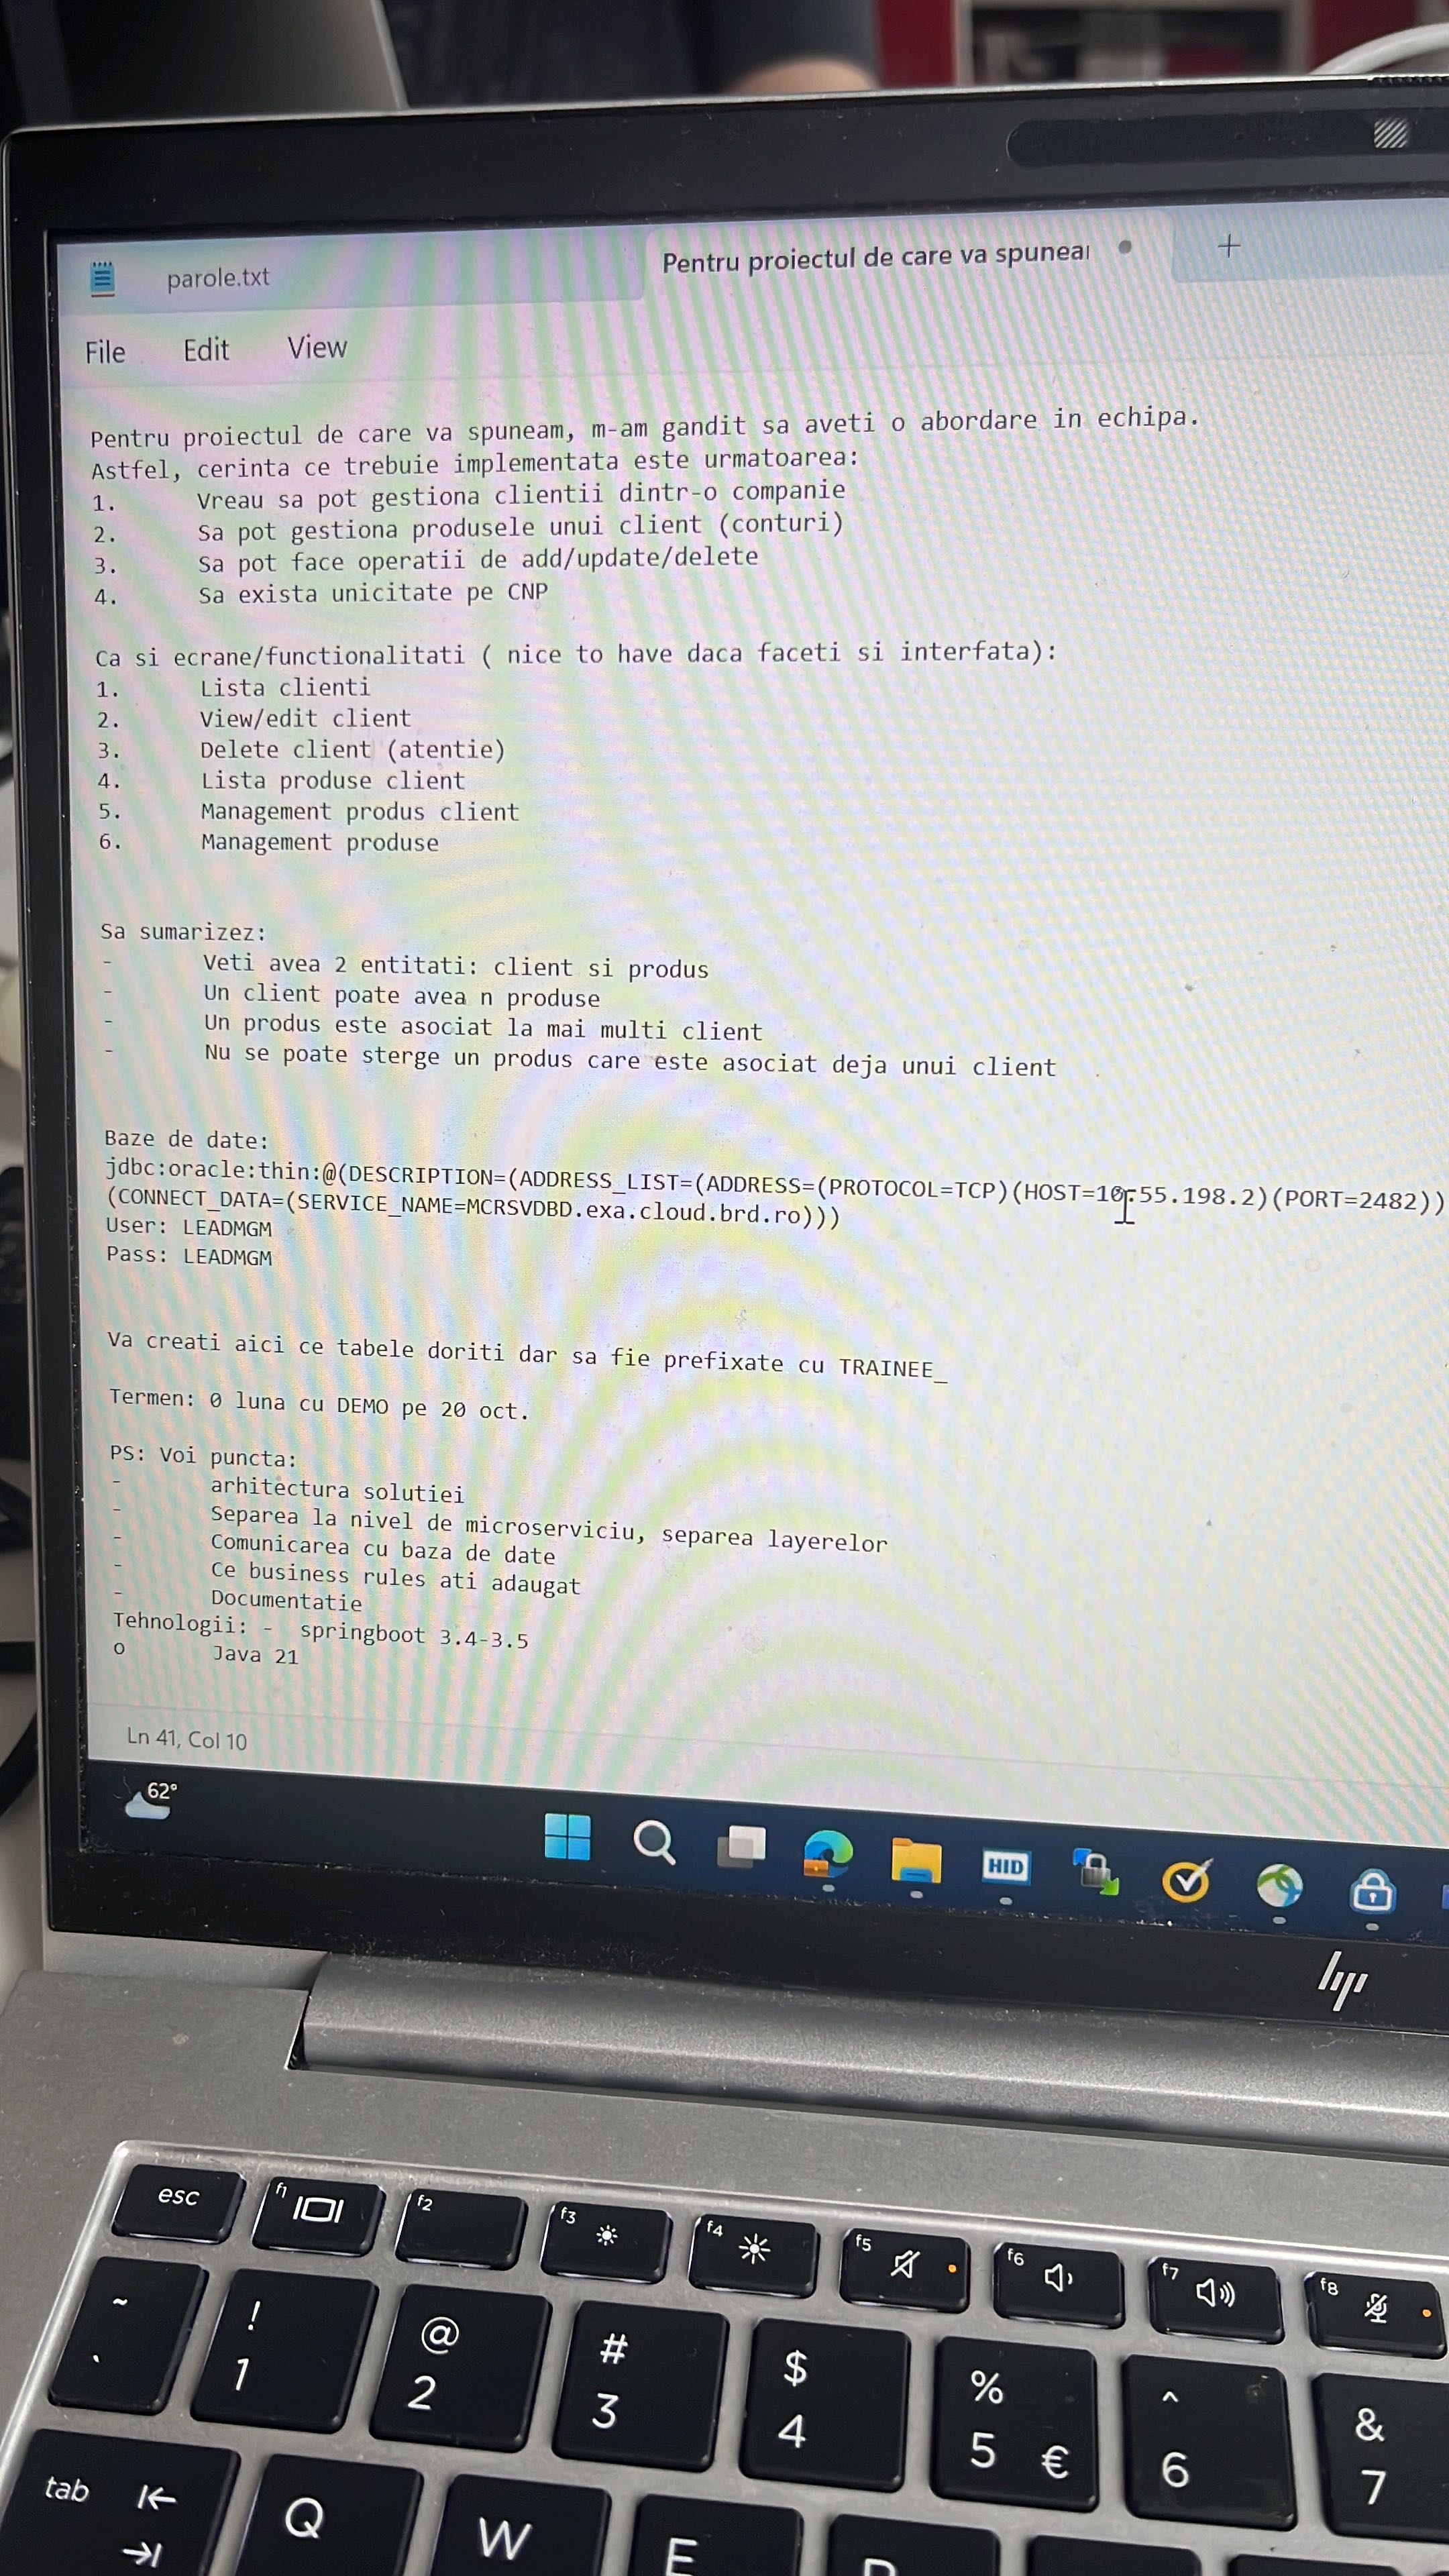 parole.txt
Pentru proiectul de care va spunea
File Edit View
Pentru proiectul de care va spuneam, m-am gandit sa aveti o abordare in echipa.
Astfel, cerinta ce trebuie implementata este urmatoarea:
1. Vreau sa pot gestiona clientii dintr-o companie
2. Sa pot gestiona produsele unui client (conturi)
3. Sa pot face operatii de add/update/delete
4. Sa exista unicitate pe CNP
Ca si ecrane/functionalitati ( nice to have daca faceti si interfata):
1. Lista clienti
2. View/edit client
3. Delete client (atentie)
4. Lista produse client
5. Management produs client
6. Management produse
Sa sumarizez:
- Veti avea 2 entitati: client si produs
- Un client poate avea n produse
- Un produs este asociat la mai multi client
- Nu se poate sterge un produs care este asociat deja unui client
Baze de date:
jdbc:oracle:thin:@(DESCRIPTION=(ADDRESS_LIST=(ADDRESS=(PROTOCOL=TCP)(HOST=10.55.198.2)(PORT=2482))
(CONNECT_DATA=(SERVICE_NAME=MCRSVDBD.exa.cloud.brd.ro)))
User: LEADMGM
Pass: LEADMGM
Va creati aici ce tabele doriti dar sa fie prefixate cu TRAINEE_
Termen: 0 luna cu DEMO pe 20 oct.
PS: Voi puncta:
- arhitectura solutiei
- Separea la nivel de microserviciu, separea layerelor
- Comunicarea cu baza de date
- Ce business rules ati adaugat
- Documentatie
Tehnologii: - springboot 3.4-3.5
o Java 21
Ln 41, Col 10
62°
HID
hp
esc f1 f2 f3 f4 f5 f6 f7 f8
~ ! @ # $ % ^ &
` 1 2 3 4 5 € 6 7
tab Q W E